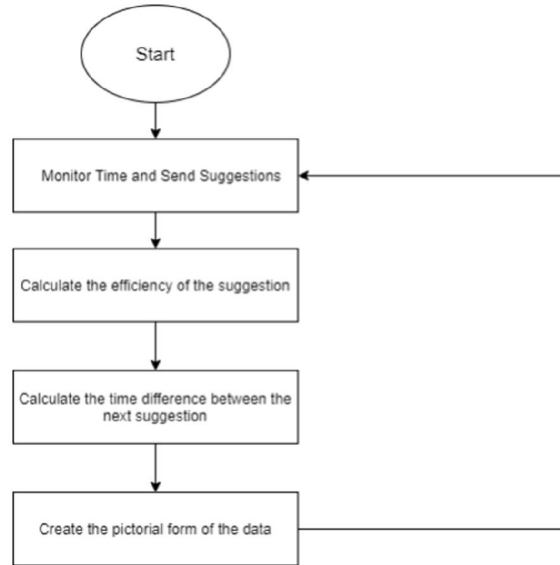 Start
Monitor Time and Send Suggestions
Calculate the efficiency of the suggestion
Calculate the time difference between the
next suggestion
Create the pictorial form of the data